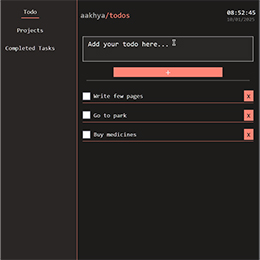 Todo
Projects
Completed Tasks
aakhya/todos
08:52:45
18/01/2025
Add your todo here...
+
Write few pages
x
Go to park
x
Buy medicines
x